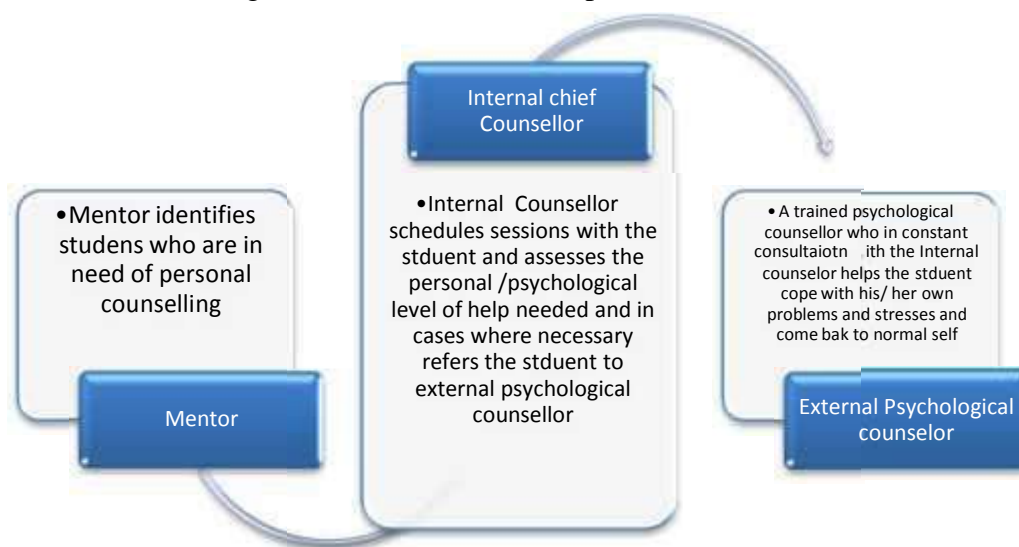 •Mentor identifies
studens who are in
need of personal
counselling
Mentor
Internal chief
Counsellor
•Internal Counsellor
schedules sessions with the
stduent and assesses the
personal /psychological
level of help needed and in
cases where necessary
refers the stduent to
external psychological
counsellor
•A trained psychological
counsellor who in constant
consultaiotn ith the Internal
counselor helps the stduent
cope with his/ her own
problems and stresses and
come bak to normal self
External Psychological
counselor